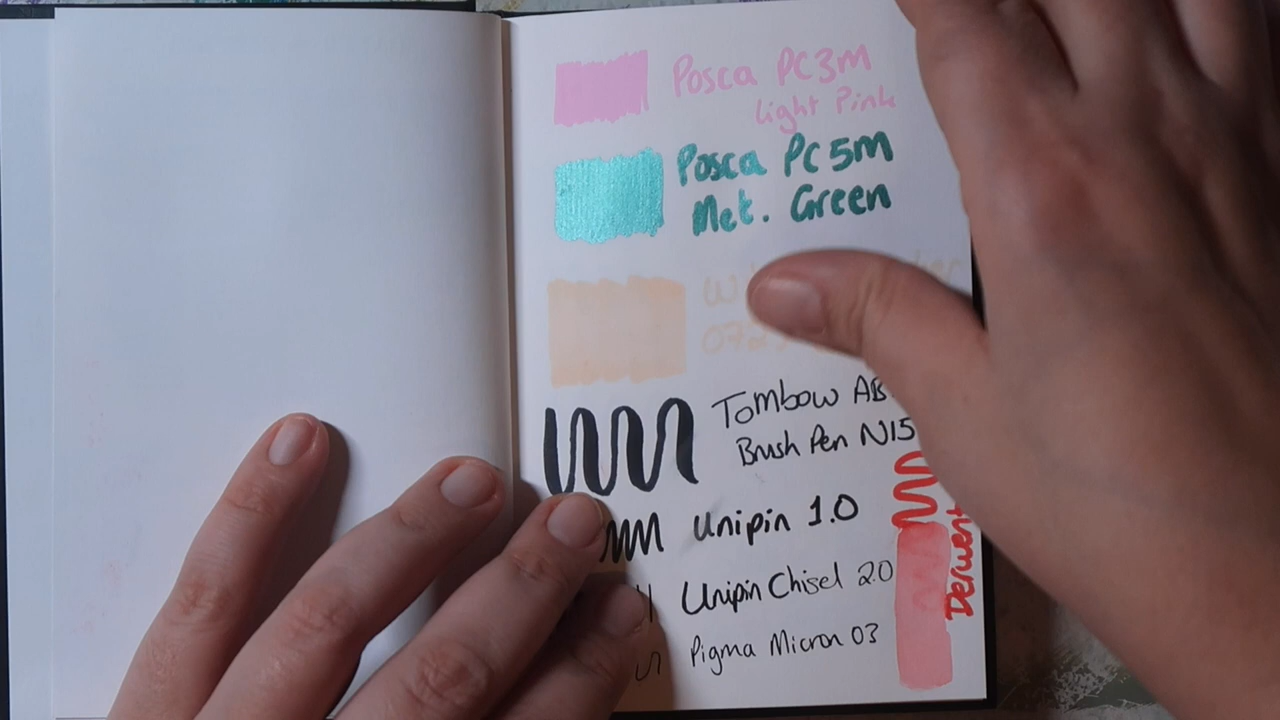 Posca PC3M
Light Pink
Posca PC5M
Met. Green
Tombow AB
Brush Pen N15
Unipin 1.0
Unipin Chisel 2.0
Pigma Micron 03
Derwent